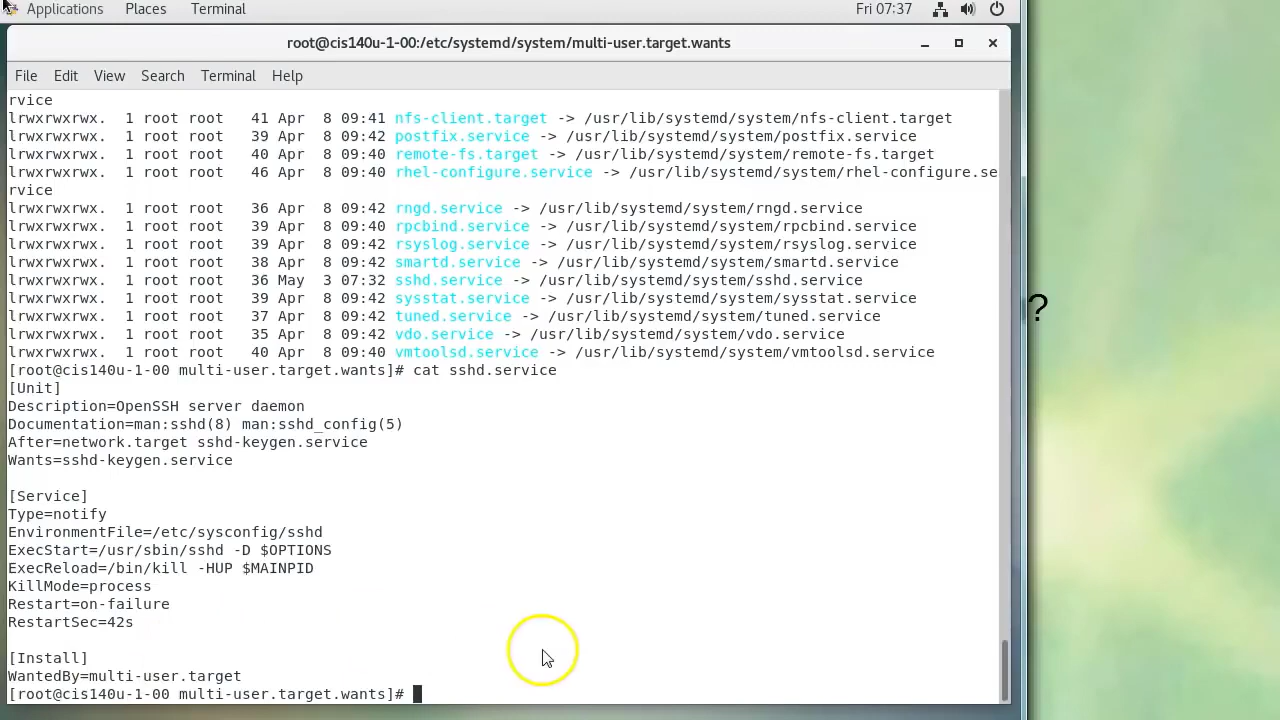 Applications Places Terminal Fri 07:37
root@cis140u-1-00:/etc/systemd/system/multi-user.target.wants
File Edit View Search Terminal Help
rvice
lrwxrwxrwx. 1 root root 41 Apr 8 09:41 nfs-client.target -> /usr/lib/systemd/system/nfs-client.target
lrwxrwxrwx. 1 root root 39 Apr 8 09:42 postfix.service -> /usr/lib/systemd/system/postfix.service
lrwxrwxrwx. 1 root root 40 Apr 8 09:40 remote-fs.target -> /usr/lib/systemd/system/remote-fs.target
lrwxrwxrwx. 1 root root 46 Apr 8 09:40 rhel-configure.service -> /usr/lib/systemd/system/rhel-configure.se
rvice
lrwxrwxrwx. 1 root root 36 Apr 8 09:42 rngd.service -> /usr/lib/systemd/system/rngd.service
lrwxrwxrwx. 1 root root 39 Apr 8 09:42 rpcbind.service -> /usr/lib/systemd/system/rpcbind.service
lrwxrwxrwx. 1 root root 39 Apr 8 09:42 rsyslog.service -> /usr/lib/systemd/system/rsyslog.service
lrwxrwxrwx. 1 root root 38 Apr 8 09:42 smartd.service -> /usr/lib/systemd/system/smartd.service
lrwxrwxrwx. 1 root root 36 May 3 07:32 sshd.service -> /usr/lib/systemd/system/sshd.service
lrwxrwxrwx. 1 root root 39 Apr 8 09:42 sysstat.service -> /usr/lib/systemd/system/sysstat.service
lrwxrwxrwx. 1 root root 37 Apr 8 09:42 tuned.service -> /usr/lib/systemd/system/tuned.service
lrwxrwxrwx. 1 root root 35 Apr 8 09:42 vdo.service -> /usr/lib/systemd/system/vdo.service
lrwxrwxrwx. 1 root root 40 Apr 8 09:40 vmtoolsd.service -> /usr/lib/systemd/system/vmtoolsd.service
[root@cis140u-1-00 multi-user.target.wants]# cat sshd.service
[Unit]
Description=OpenSSH server daemon
Documentation=man:sshd(8) man:sshd_config(5)
After=network.target sshd-keygen.service
Wants=sshd-keygen.service
[Service]
Type=notify
EnvironmentFile=/etc/sysconfig/sshd
ExecStart=/usr/sbin/sshd -D $OPTIONS
ExecReload=/bin/kill -HUP $MAINPID
KillMode=process
Restart=on-failure
RestartSec=42s
[Install]
WantedBy=multi-user.target
[root@cis140u-1-00 multi-user.target.wants]#
?